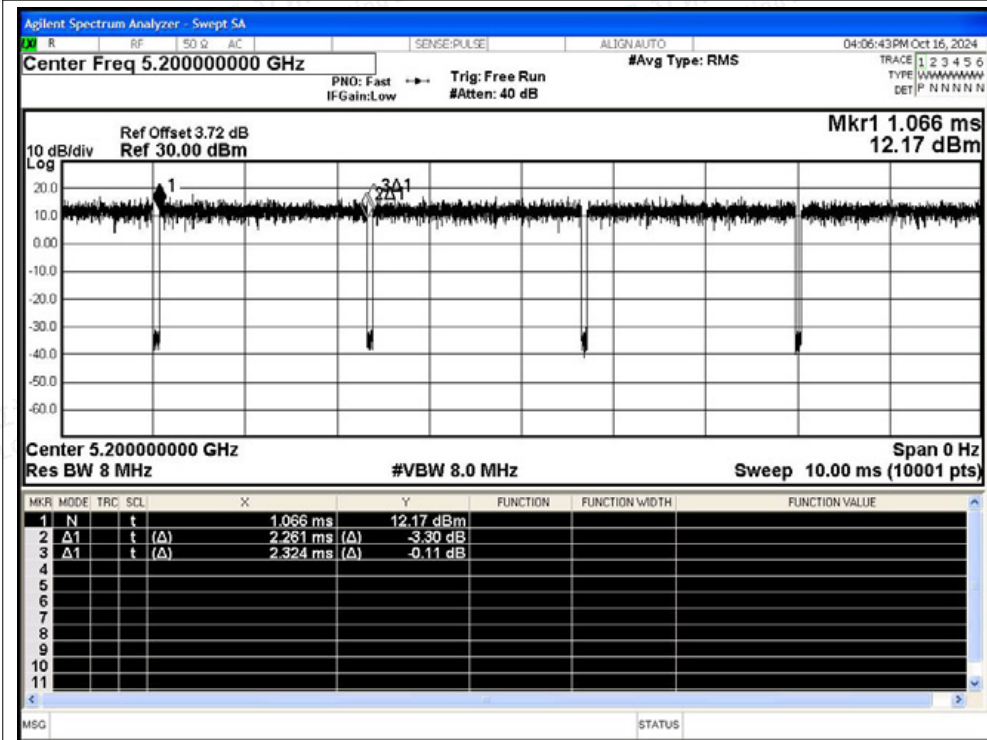 Agilent Spectrum Analyzer - Swept SA
LXI R RF 50 Ω AC SENSE:PULSE ALIGNAUTO 04:06:43PM Oct 16, 2024
Center Freq 5.200000000 GHz #Avg Type: RMS TRACE 1 2 3 4 5 6
PNO: Fast Trig: Free Run TYPE WWWWWW
IFGain:Low #Atten: 40 dB DET P N N N N N
Mkr1 1.066 ms
Ref Offset 3.72 dB
10 dB/div Ref 30.00 dBm 12.17 dBm
Log
20.0
1 2Δ1 3Δ1
10.0
0.00
-10.0
-20.0
-30.0
-40.0
-50.0
-60.0
Center 5.200000000 GHz Span 0 Hz
Res BW 8 MHz #VBW 8.0 MHz Sweep 10.00 ms (10001 pts)
MKR MODE TRC SCL X Y FUNCTION FUNCTION WIDTH FUNCTION VALUE
1 N t 1.066 ms 12.17 dBm
2 Δ1 t (Δ) 2.261 ms (Δ) -3.30 dB
3 Δ1 t (Δ) 2.324 ms (Δ) -0.11 dB
4
5
6
7
8
9
10
11
MSG STATUS